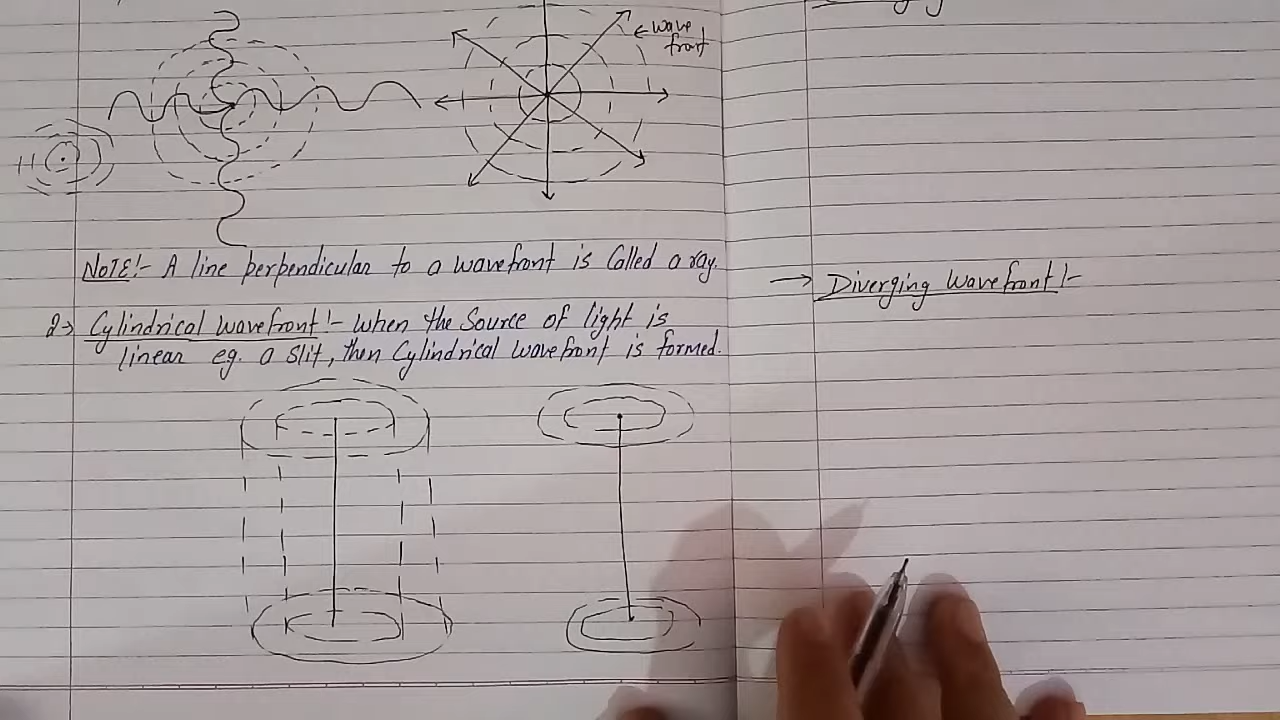 ← wave
front
NOTE!- A line perpendicular to a wavefront is Called a ray.
2→ Cylindrical wavefront!- when the Source of light is
linear eg. a slit, then Cylindrical wavefront is formed.
→ Diverging wavefront!-